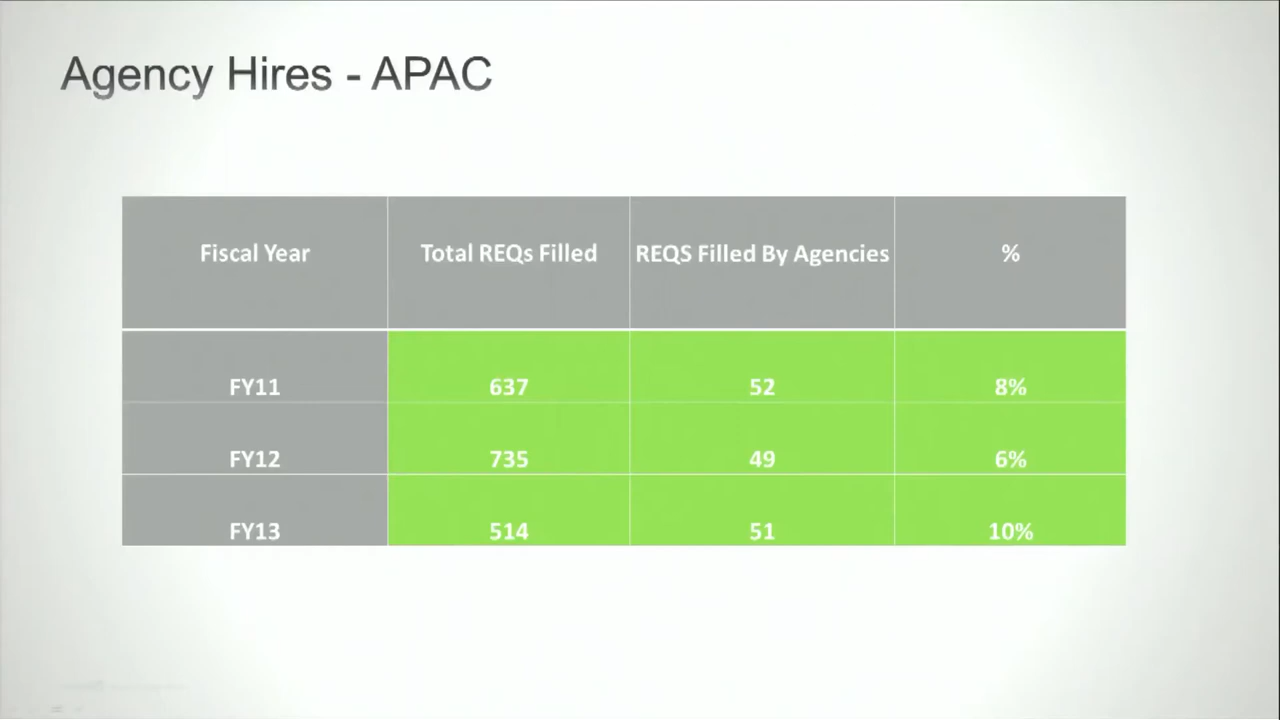 Agency Hires - APAC
Fiscal Year Total REQs Filled REQS Filled By Agencies %
FY11 637 52 8%
FY12 735 49 6%
FY13 514 51 10%